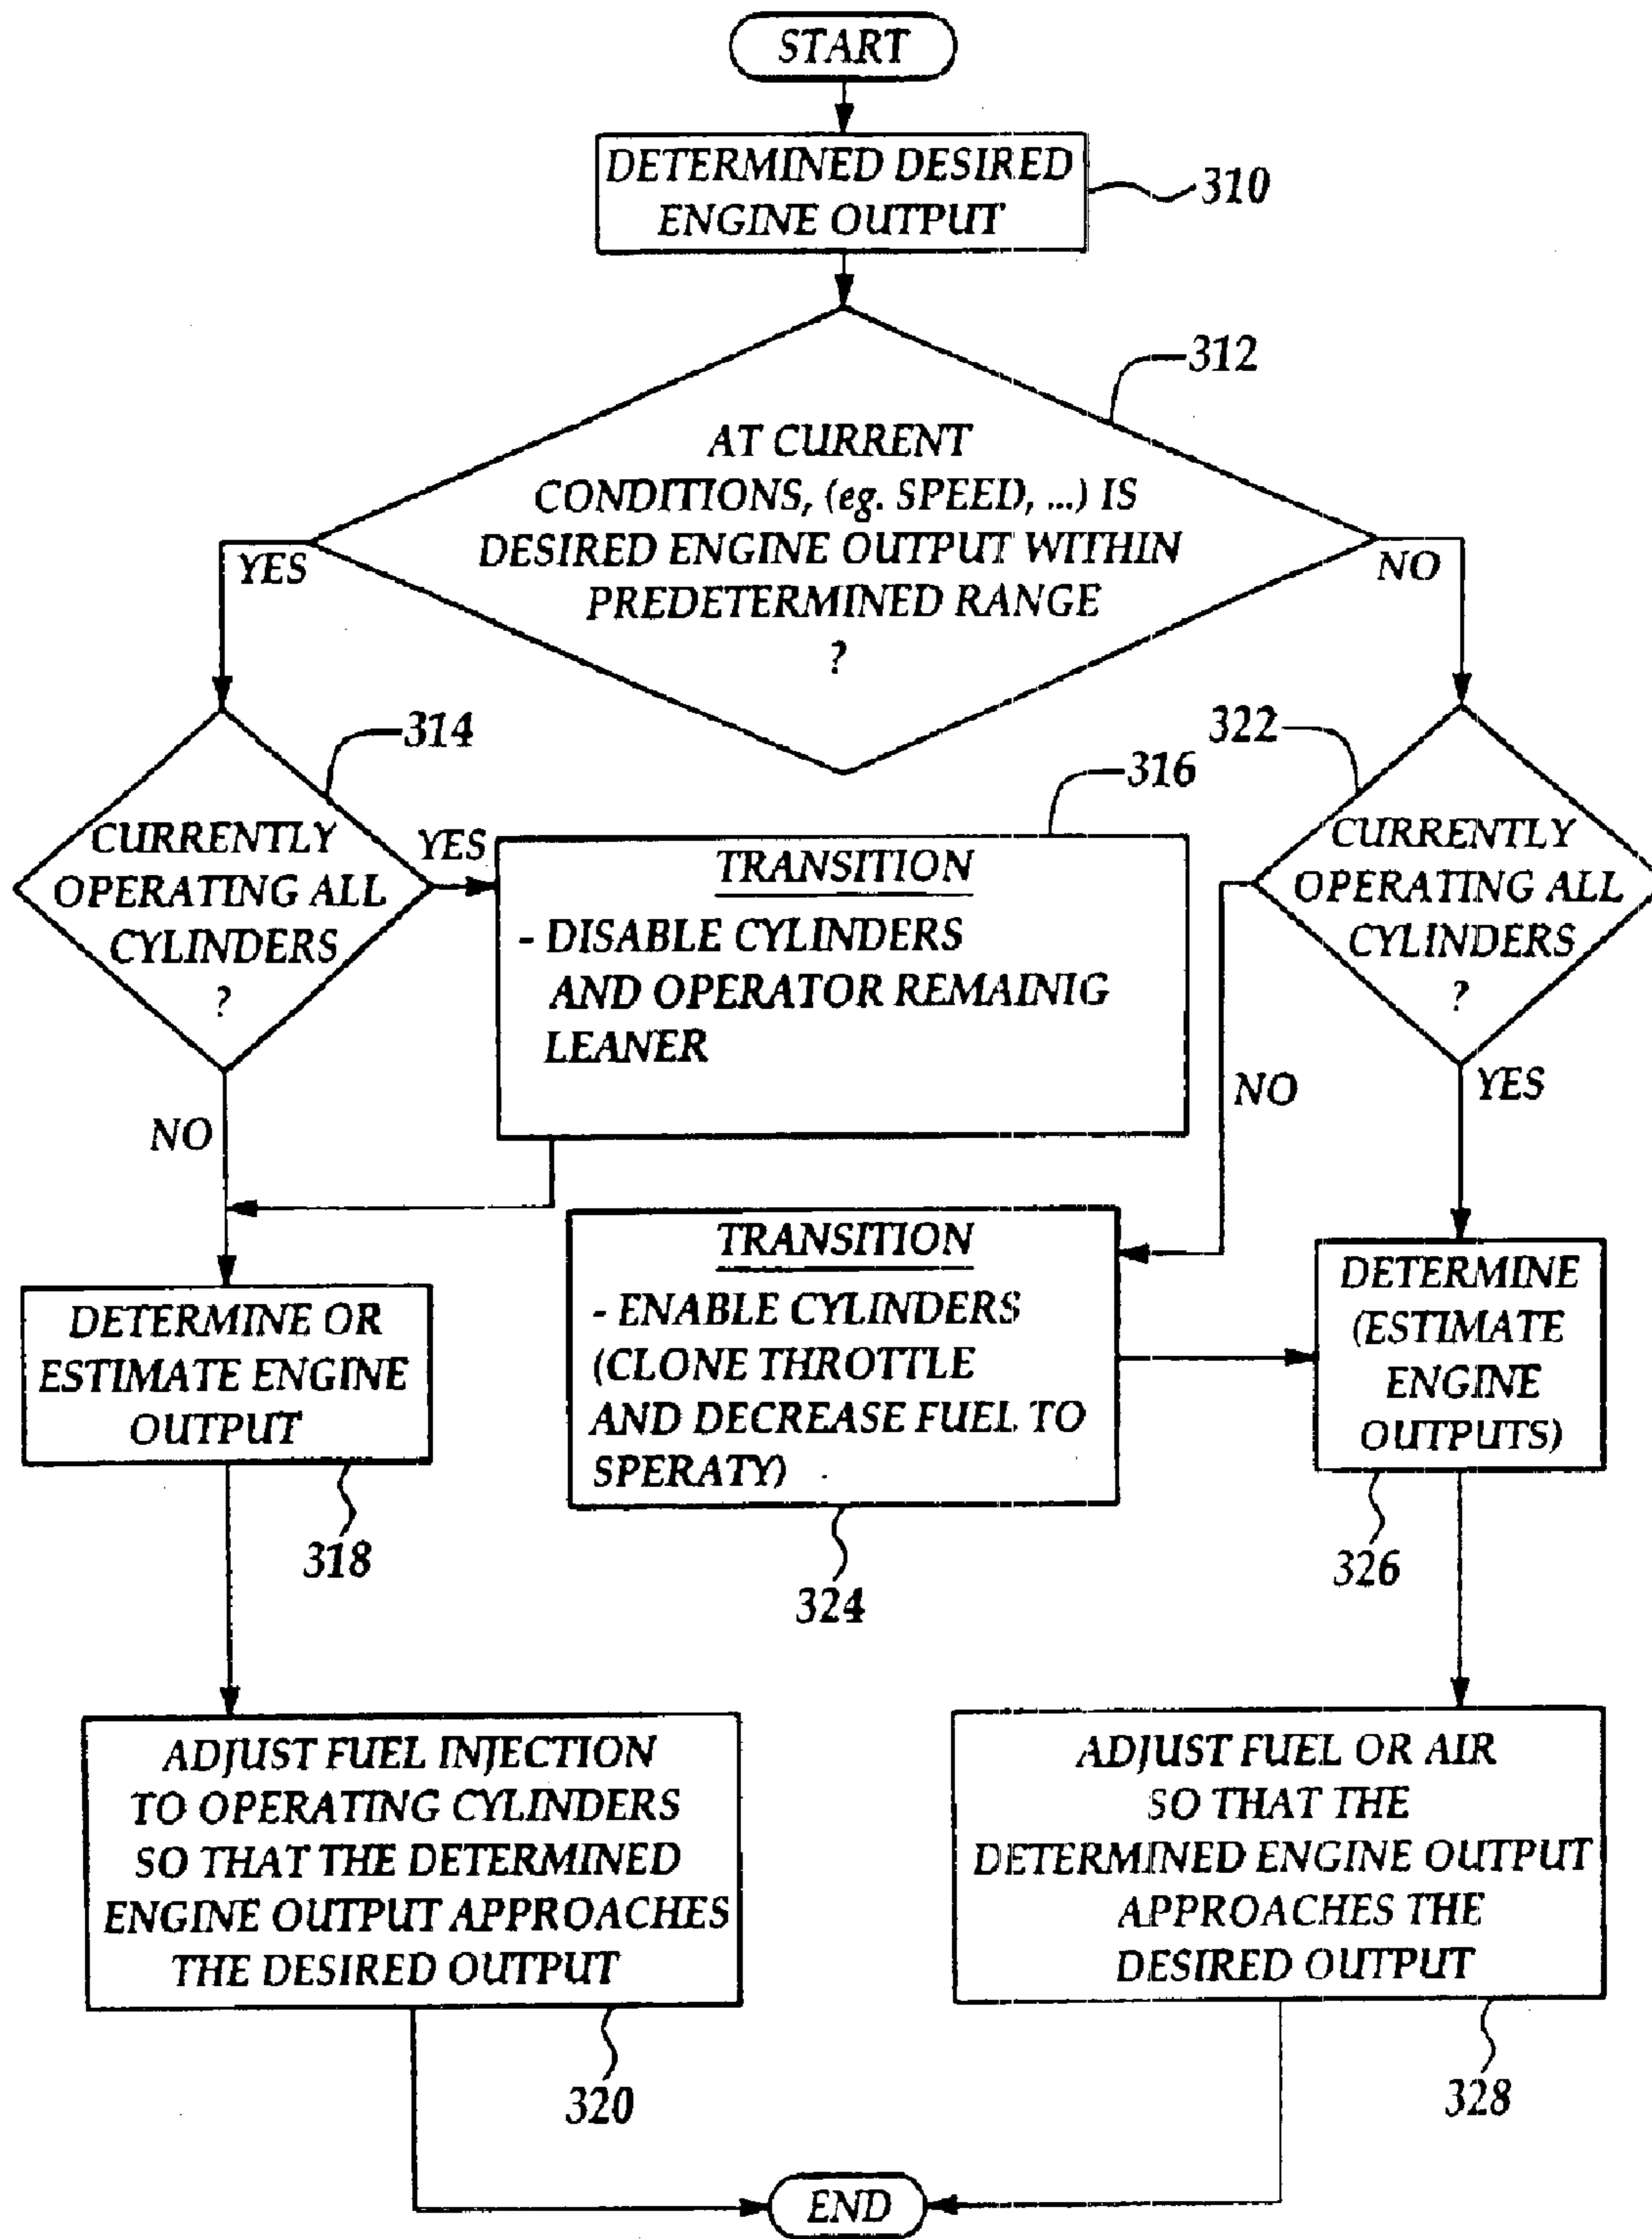 START
DETERMINED DESIRED
ENGINE OUTPUT
310
312
AT CURRENT
CONDITIONS, (eg. SPEED, ...) IS
DESIRED ENGINE OUTPUT WITHIN
PREDETERMINED RANGE
?
YES
NO
314
CURRENTLY
OPERATING ALL
CYLINDERS
?
YES
NO
316
TRANSITION
- DISABLE CYLINDERS
AND OPERATOR REMAINIG
LEANER
322
CURRENTLY
OPERATING ALL
CYLINDERS
?
NO
YES
TRANSITION
- ENABLE CYLINDERS
(CLONE THROTTLE
AND DECREASE FUEL TO
SPERATY)
324
DETERMINE
(ESTIMATE
ENGINE
OUTPUTS)
326
DETERMINE OR
ESTIMATE ENGINE
OUTPUT
318
ADJUST FUEL INJECTION
TO OPERATING CYLINDERS
SO THAT THE DETERMINED
ENGINE OUTPUT APPROACHES
THE DESIRED OUTPUT
320
ADJUST FUEL OR AIR
SO THAT THE
DETERMINED ENGINE OUTPUT
APPROACHES THE
DESIRED OUTPUT
328
END